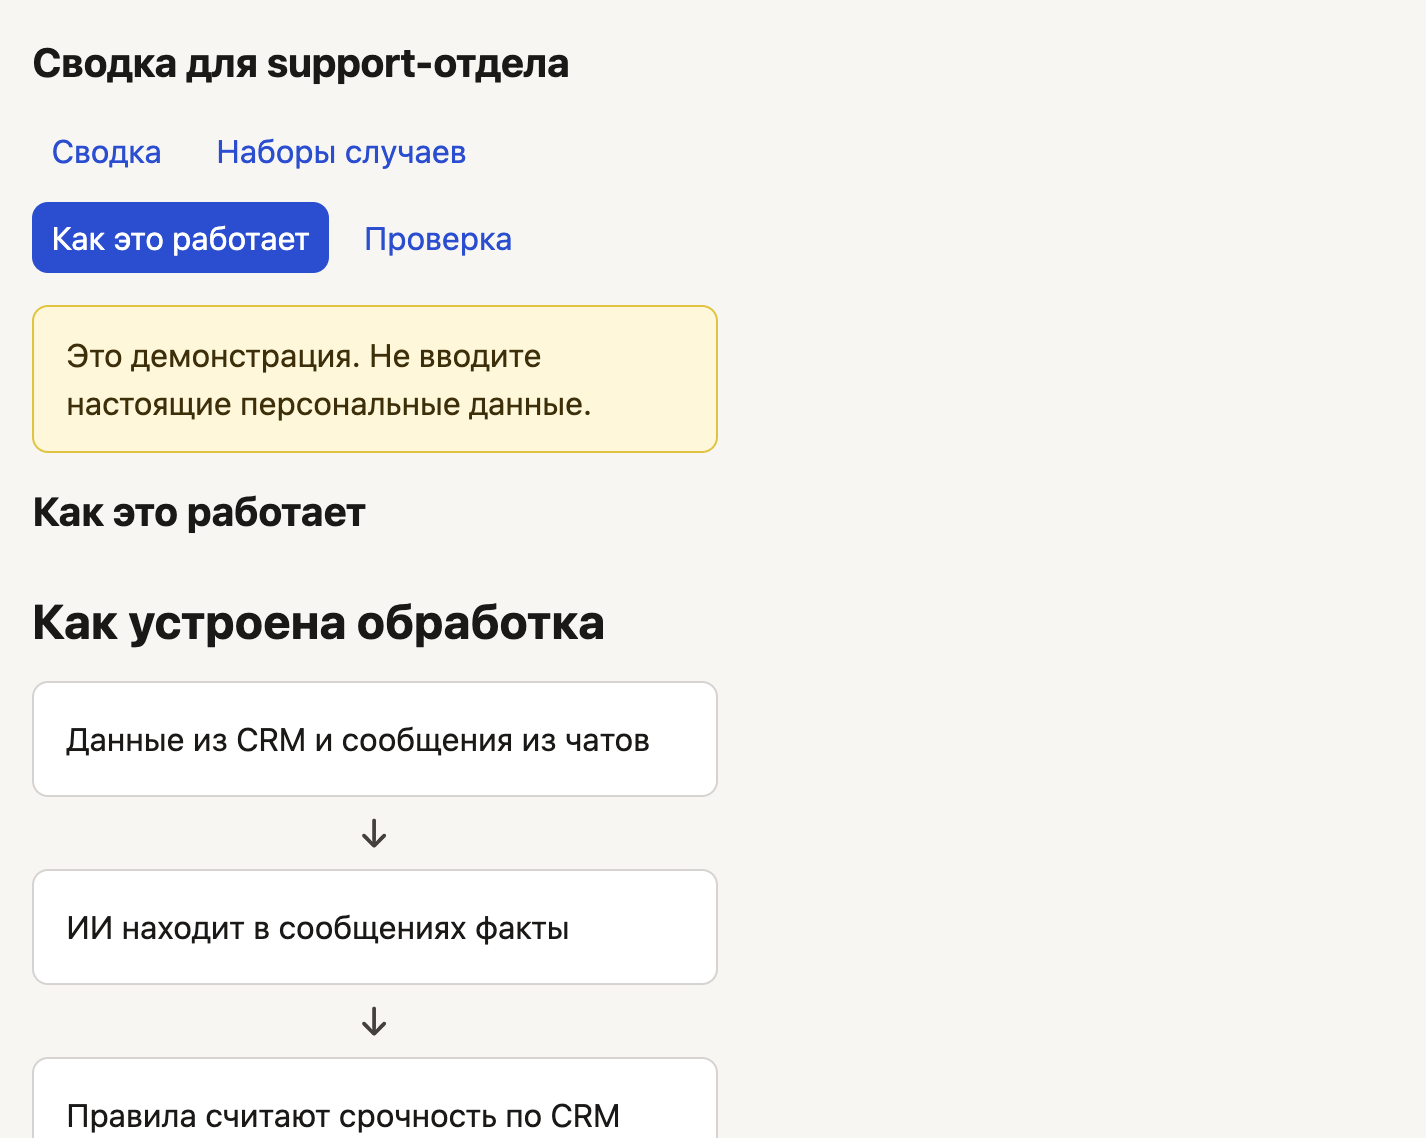 Сводка для support-отдела
Сводка Наборы случаев
Как это работает Проверка
Это демонстрация. Не вводите
настоящие персональные данные.
Как это работает
Как устроена обработка
Данные из CRM и сообщения из чатов
↓
ИИ находит в сообщениях факты
↓
Правила считают срочность по CRM